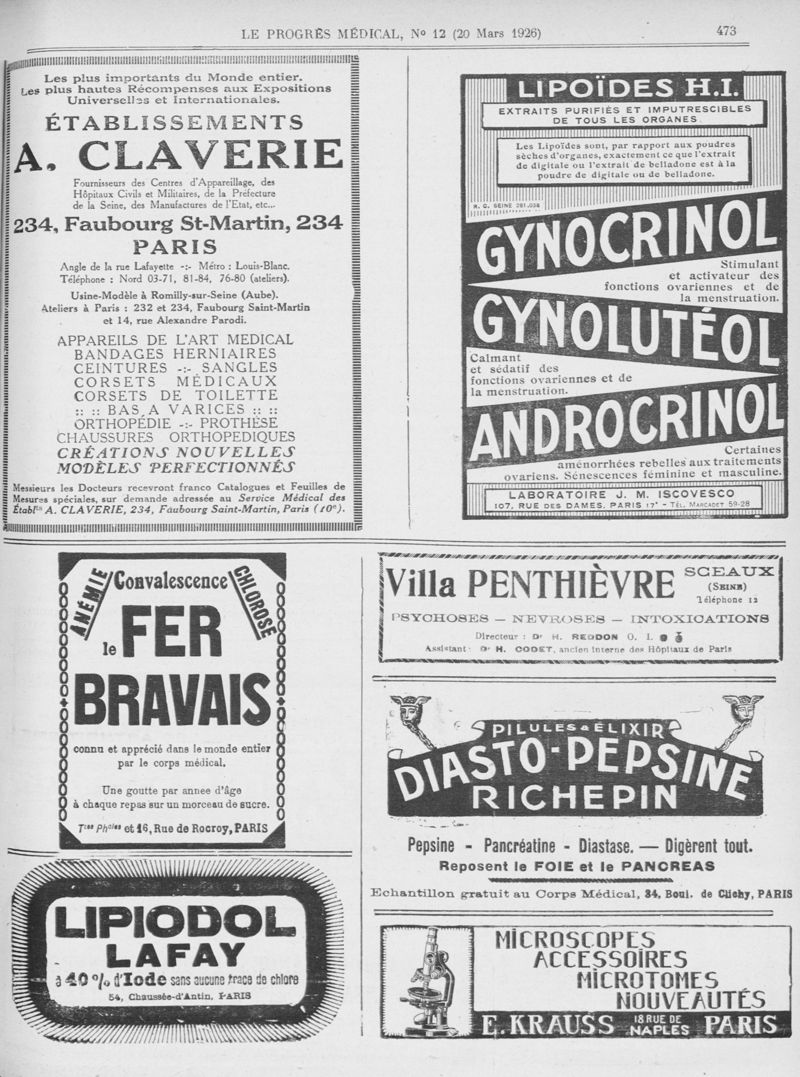 LE PROGRÈS MÉDICAL, No 12 (20 Mars 1926)
473
Les plus importants du Monde entier.
Les plus hautes Récompenses aux Expositions
Universelles et Internationales.
ÉTABLISSEMENTS
A. CLAVERIE
Fournisseurs des Centres d'Appareillage, des
Hôpitaux Civils et Militaires, de la Préfecture
de la Seine, des Manufactures de l'Etat, etc...
234, Faubourg St-Martin, 234
PARIS
Angle de la rue Lafayette -:- Métro : Louis-Blanc.
Téléphone : Nord 03-71, 81-84, 76-80 (ateliers).
Usine-Modèle à Romilly-sur-Seine (Aube).
Ateliers à Paris : 232 et 234, Faubourg Saint-Martin
et 14, rue Alexandre Parodi.
APPAREILS DE L'ART MEDICAL
BANDAGES HERNIAIRES
CEINTURES -:- SANGLES
CORSETS MÉDICAUX
CORSETS DE TOILETTE
:: :: BAS A VARICES :: ::
ORTHOPÉDIE -:- PROTHÈSE
CHAUSSURES ORTHOPEDIQUES
CRÉATIONS NOUVELLES
MODÈLES PERFECTIONNÉS
Messieurs les Docteurs recevront franco Catalogues et Feuilles de
Mesures spéciales, sur demande adressée au Service Médical des
Établts A. CLAVERIE, 234, Faubourg Saint-Martin, Paris (10e).
LIPOÏDES H.I.
EXTRAITS PURIFIÉS ET IMPUTRESCIBLES
DE TOUS LES ORGANES
Les Lipoïdes sont, par rapport aux poudres
sèches d'organes, exactement ce que l'extrait
de digitale ou l'extrait de belladone est à la
poudre de digitale ou de belladone.
R. C. SEINE 281.038
GYNOCRINOL
Stimulant
et activateur des
fonctions ovariennes et de
la menstruation.
GYNOLUTÉOL
Calmant
et sédatif des
fonctions ovariennes et de
la menstruation.
ANDROCRINOL
Certaines
aménorrhées rebelles aux traitements
ovariens. Sénescences féminine et masculine.
LABORATOIRE J. M. ISCOVESCO
107, RUE DES DAMES, PARIS 17e - TÉL. MARCADET 59-28
ANÉMIE
Convalescence
CHLOROSE
le FER
BRAVAIS
connu et apprécié dans le monde entier
par le corps médical.
Une goutte par annee d'âge
à chaque repas sur un morceau de sucre.
Ttes Phcies et 16, Rue de Rocroy, PARIS
Villa PENTHIÈVRE SCEAUX
(SEINE)
Téléphone 12
PSYCHOSES — NEVROSES — INTOXICATIONS
Directeur : Dr H. REDDON O. I.
Assistant : Dr H. CODET, ancien interne des Hôpitaux de Paris
PILULES & ÉLIXIR
DIASTO-PEPSINE
RICHEPIN
Pepsine - Pancréatine - Diastase. — Digèrent tout.
Reposent le FOIE et le PANCREAS
Echantillon gratuit au Corps Médical, 34, Boul. de Clichy, PARIS
LIPIODOL
LAFAY
à 40 % d'Iode sans aucune trace de chlore
54, Chaussée-d'Antin, PARIS
MICROSCOPES
ACCESSOIRES
MICROTOMES
NOUVEAUTÉS
E. KRAUSS 18 RUE DE NAPLES PARIS